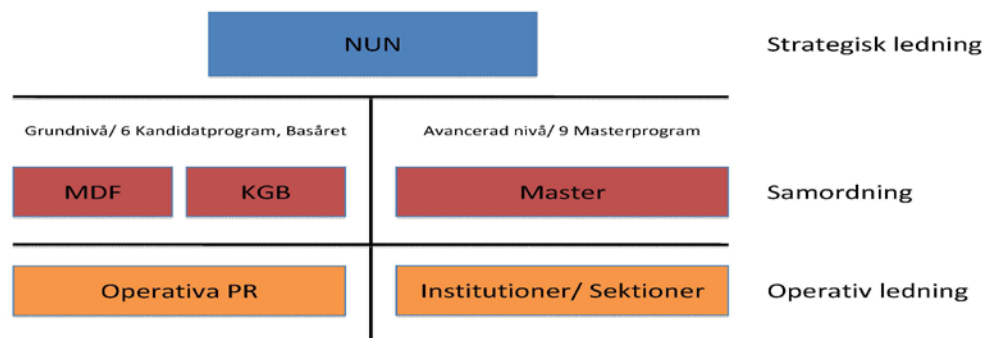 NUN
Strategisk ledning
Grundnivå/ 6 Kandidatprogram, Basåret
Avancerad nivå/ 9 Masterprogram
MDF
KGB
Master
Samordning
Operativa PR
Institutioner/ Sektioner
Operativ ledning